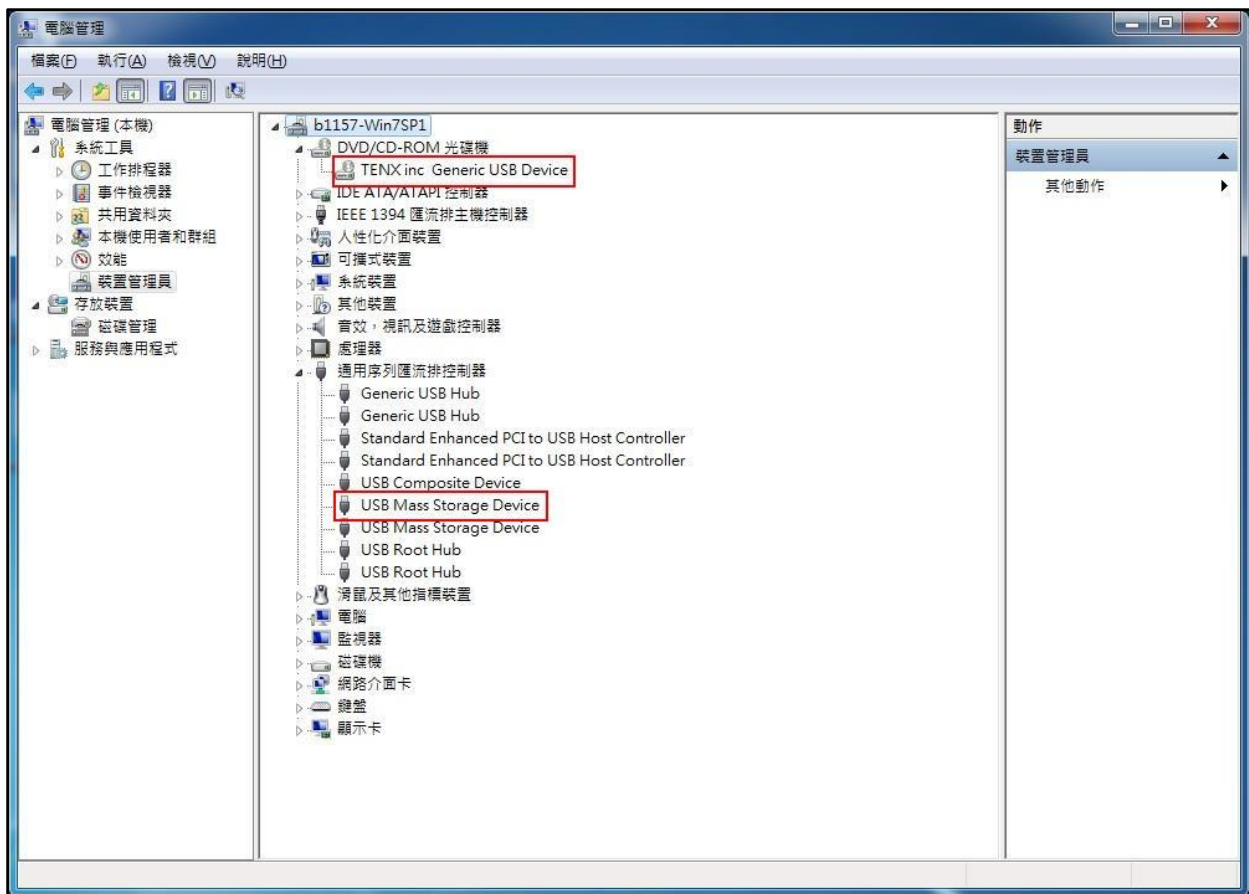 電腦管理
檔案(F) 執行(A) 檢視(V) 說明(H)
電腦管理 (本機)
系統工具
工作排程器
事件檢視器
共用資料夾
本機使用者和群組
效能
裝置管理員
存放裝置
磁碟管理
服務與應用程式
b1157-Win7SP1
DVD/CD-ROM 光碟機
TENX inc Generic USB Device
IDE ATA/ATAPI 控制器
IEEE 1394 匯流排主機控制器
人性化介面裝置
可攜式裝置
系統裝置
其他裝置
音效，視訊及遊戲控制器
處理器
通用序列匯流排控制器
Generic USB Hub
Generic USB Hub
Standard Enhanced PCI to USB Host Controller
Standard Enhanced PCI to USB Host Controller
USB Composite Device
USB Mass Storage Device
USB Mass Storage Device
USB Root Hub
USB Root Hub
滑鼠及其他指標裝置
電腦
監視器
磁碟機
網路介面卡
鍵盤
顯示卡
動作
裝置管理員
其他動作